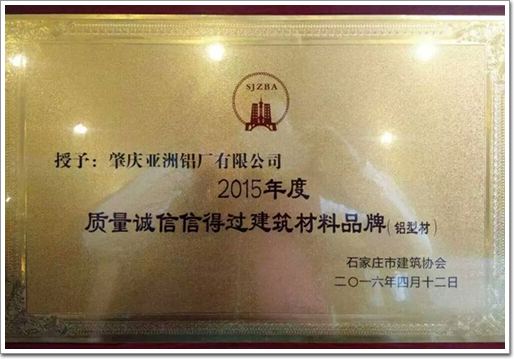 SJZBA
授予：肇庆亚洲铝厂有限公司
2015年度
质量诚信信得过建筑材料品牌(铝型材)
石家庄市建筑协会
二〇一六年四月十二日